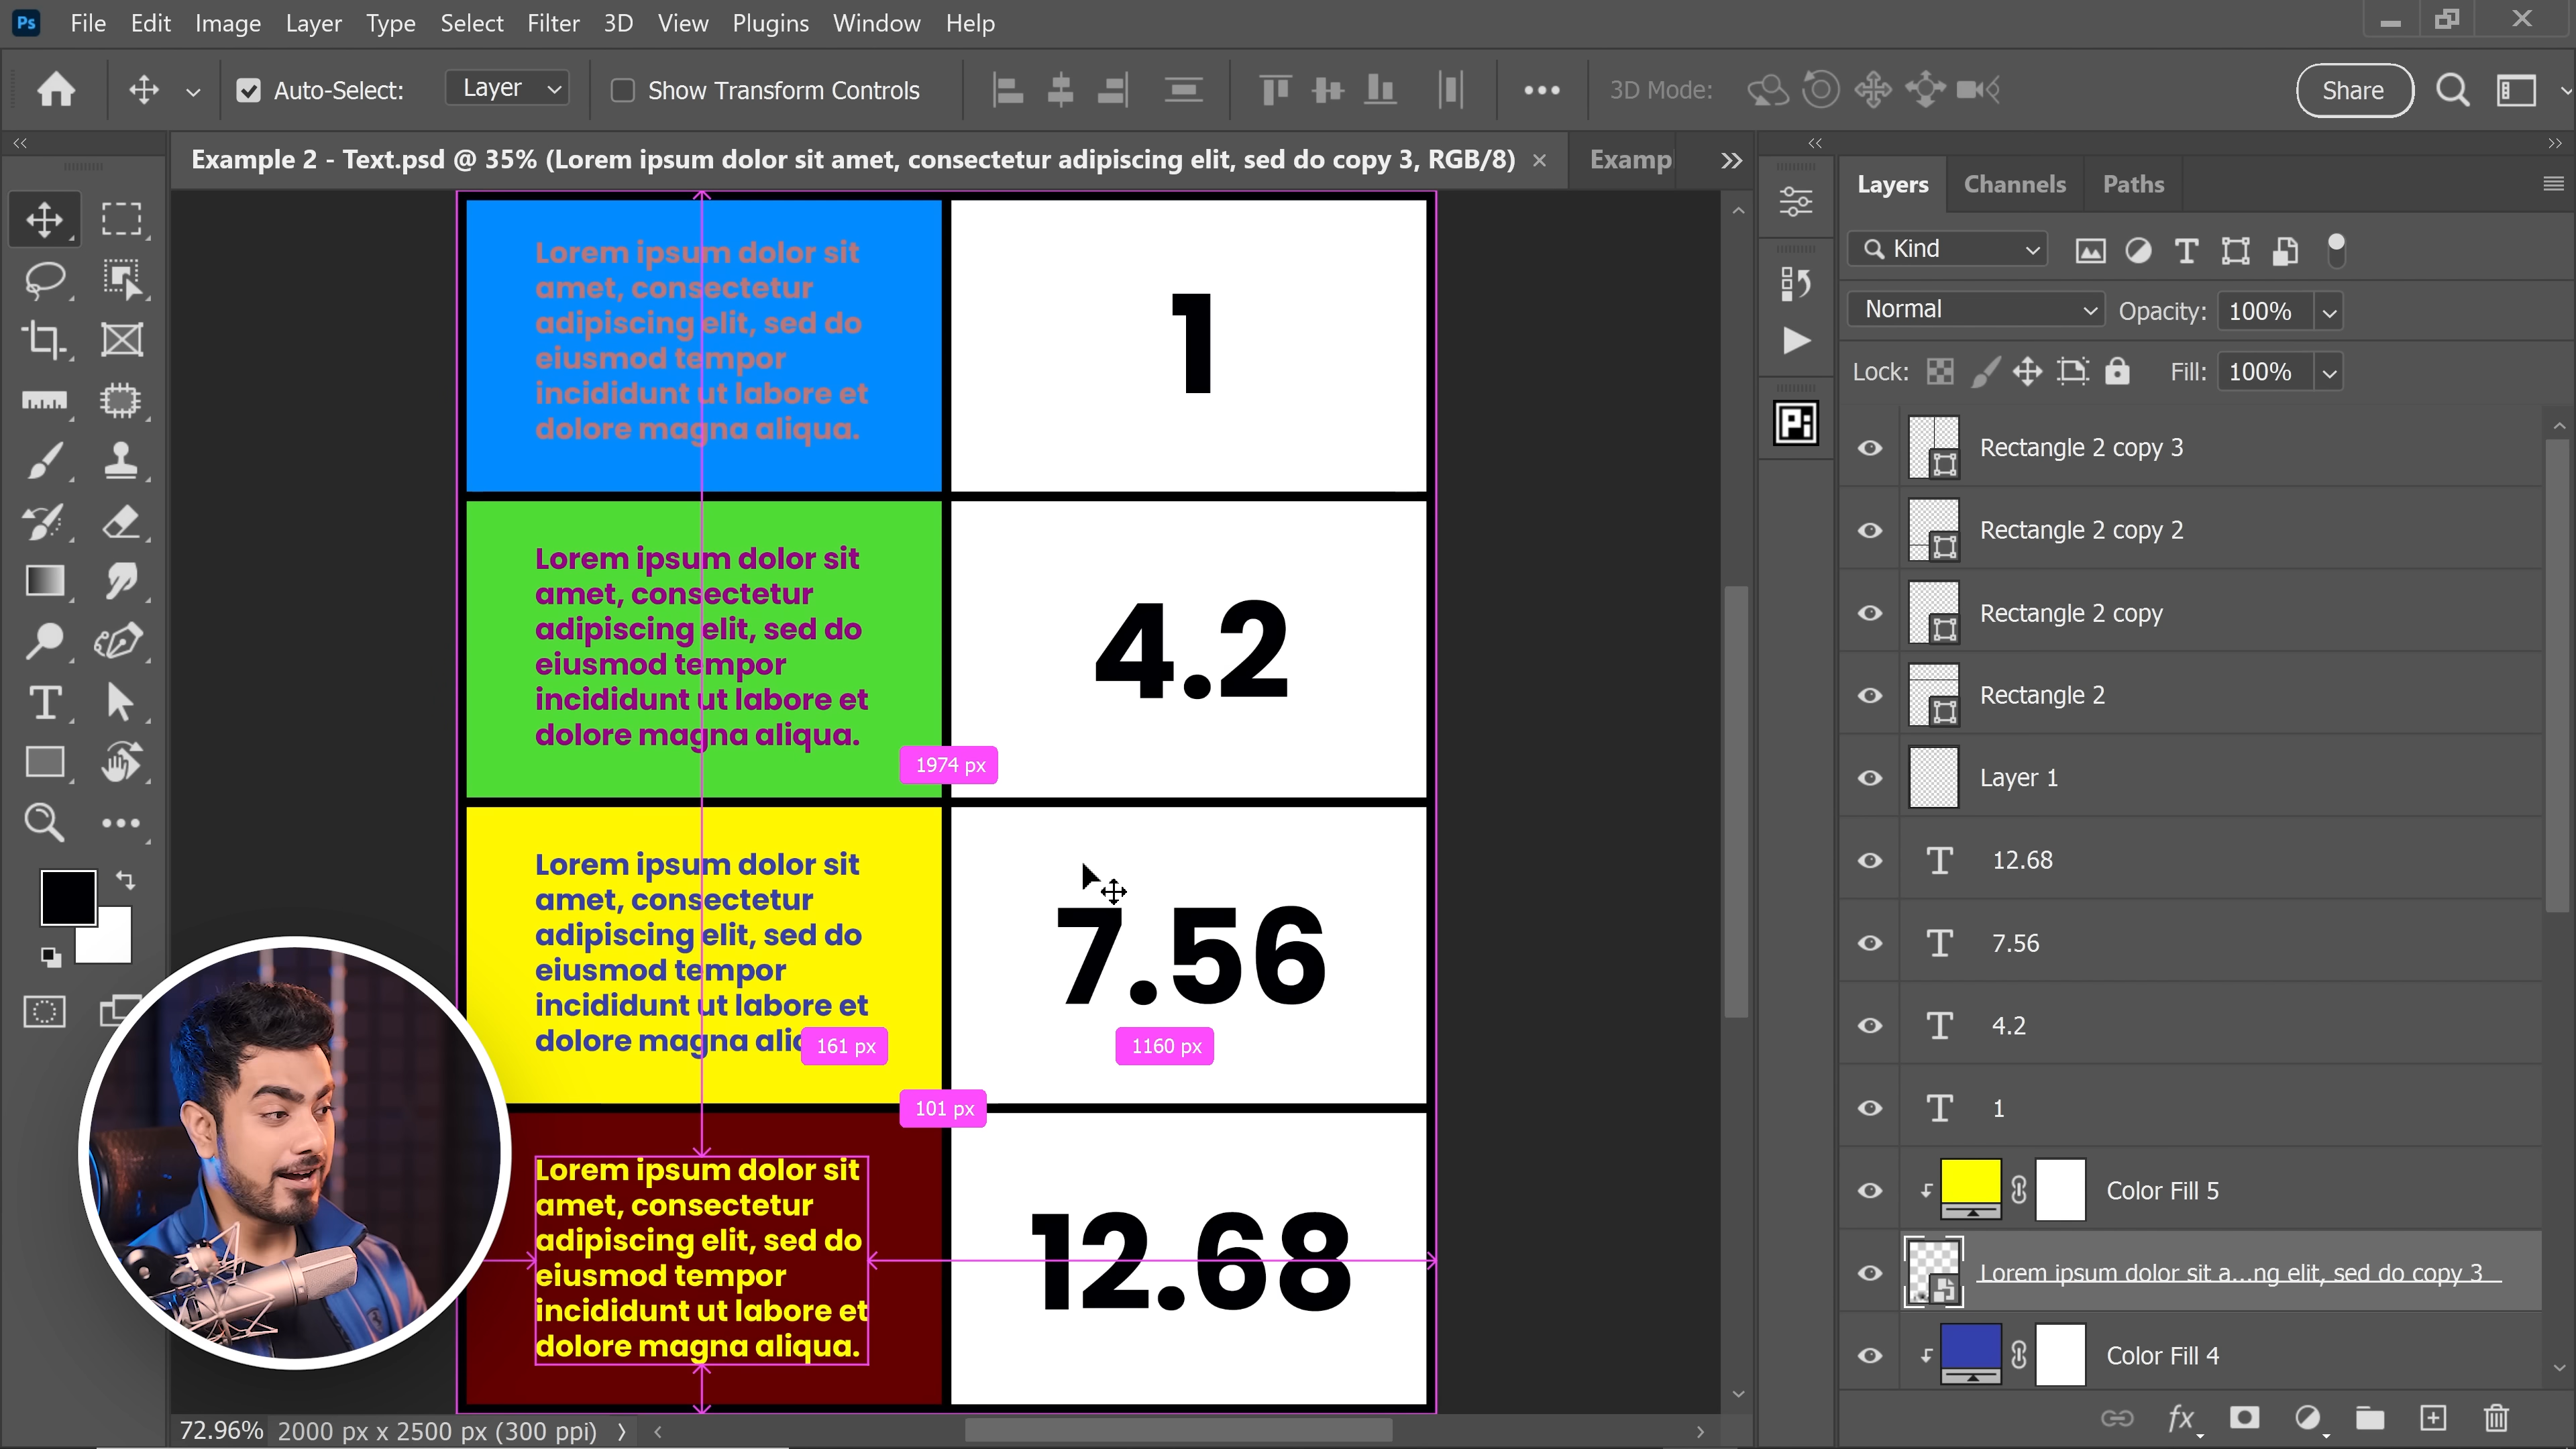 Ps File Edit Image Layer Type Select Filter 3D View Plugins Window Help
Auto-Select: Layer Show Transform Controls ••• 3D Mode: Share
Example 2 - Text.psd @ 35% (Lorem ipsum dolor sit amet, consectetur adipiscing elit, sed do copy 3, RGB/8) × Examp
Lorem ipsum dolor sit
amet, consectetur
adipiscing elit, sed do
eiusmod tempor
incididunt ut labore et
dolore magna aliqua.
1
Lorem ipsum dolor sit
amet, consectetur
adipiscing elit, sed do
eiusmod tempor
incididunt ut labore et
dolore magna aliqua.
4.2
1974 px
Lorem ipsum dolor sit
amet, consectetur
adipiscing elit, sed do
eiusmod tempor
incididunt ut labore et
dolore magna alic
7.56
161 px
1160 px
101 px
Lorem ipsum dolor sit
amet, consectetur
adipiscing elit, sed do
eiusmod tempor
incididunt ut labore et
dolore magna aliqua.
12.68
72.96% 2000 px x 2500 px (300 ppi)
Pi
Layers Channels Paths
Kind
Normal Opacity: 100%
Lock: Fill: 100%
Rectangle 2 copy 3
Rectangle 2 copy 2
Rectangle 2 copy
Rectangle 2
Layer 1
T 12.68
T 7.56
T 4.2
T 1
Color Fill 5
Lorem ipsum dolor sit a...ng elit, sed do copy 3
Color Fill 4
fx